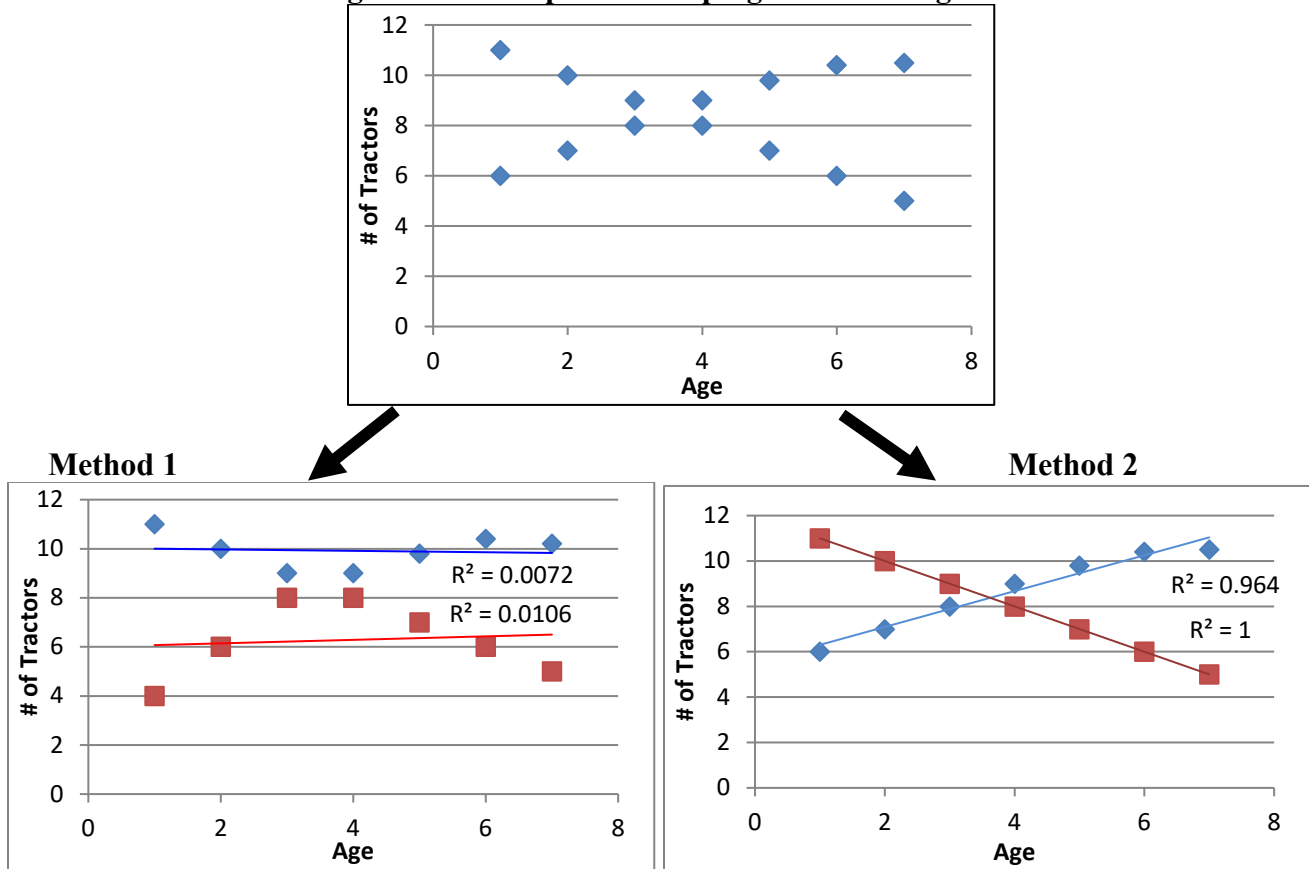 12
10
8
6
4
2
0
# of Tractors
0 2 4 6 8
Age
Method 1
12
10
8
6
4
2
0
# of Tractors
R² = 0.0072
R² = 0.0106
0 2 4 6 8
Age
Method 2
12
10
8
6
4
2
0
# of Tractors
R² = 0.964
R² = 1
0 2 4 6 8
Age